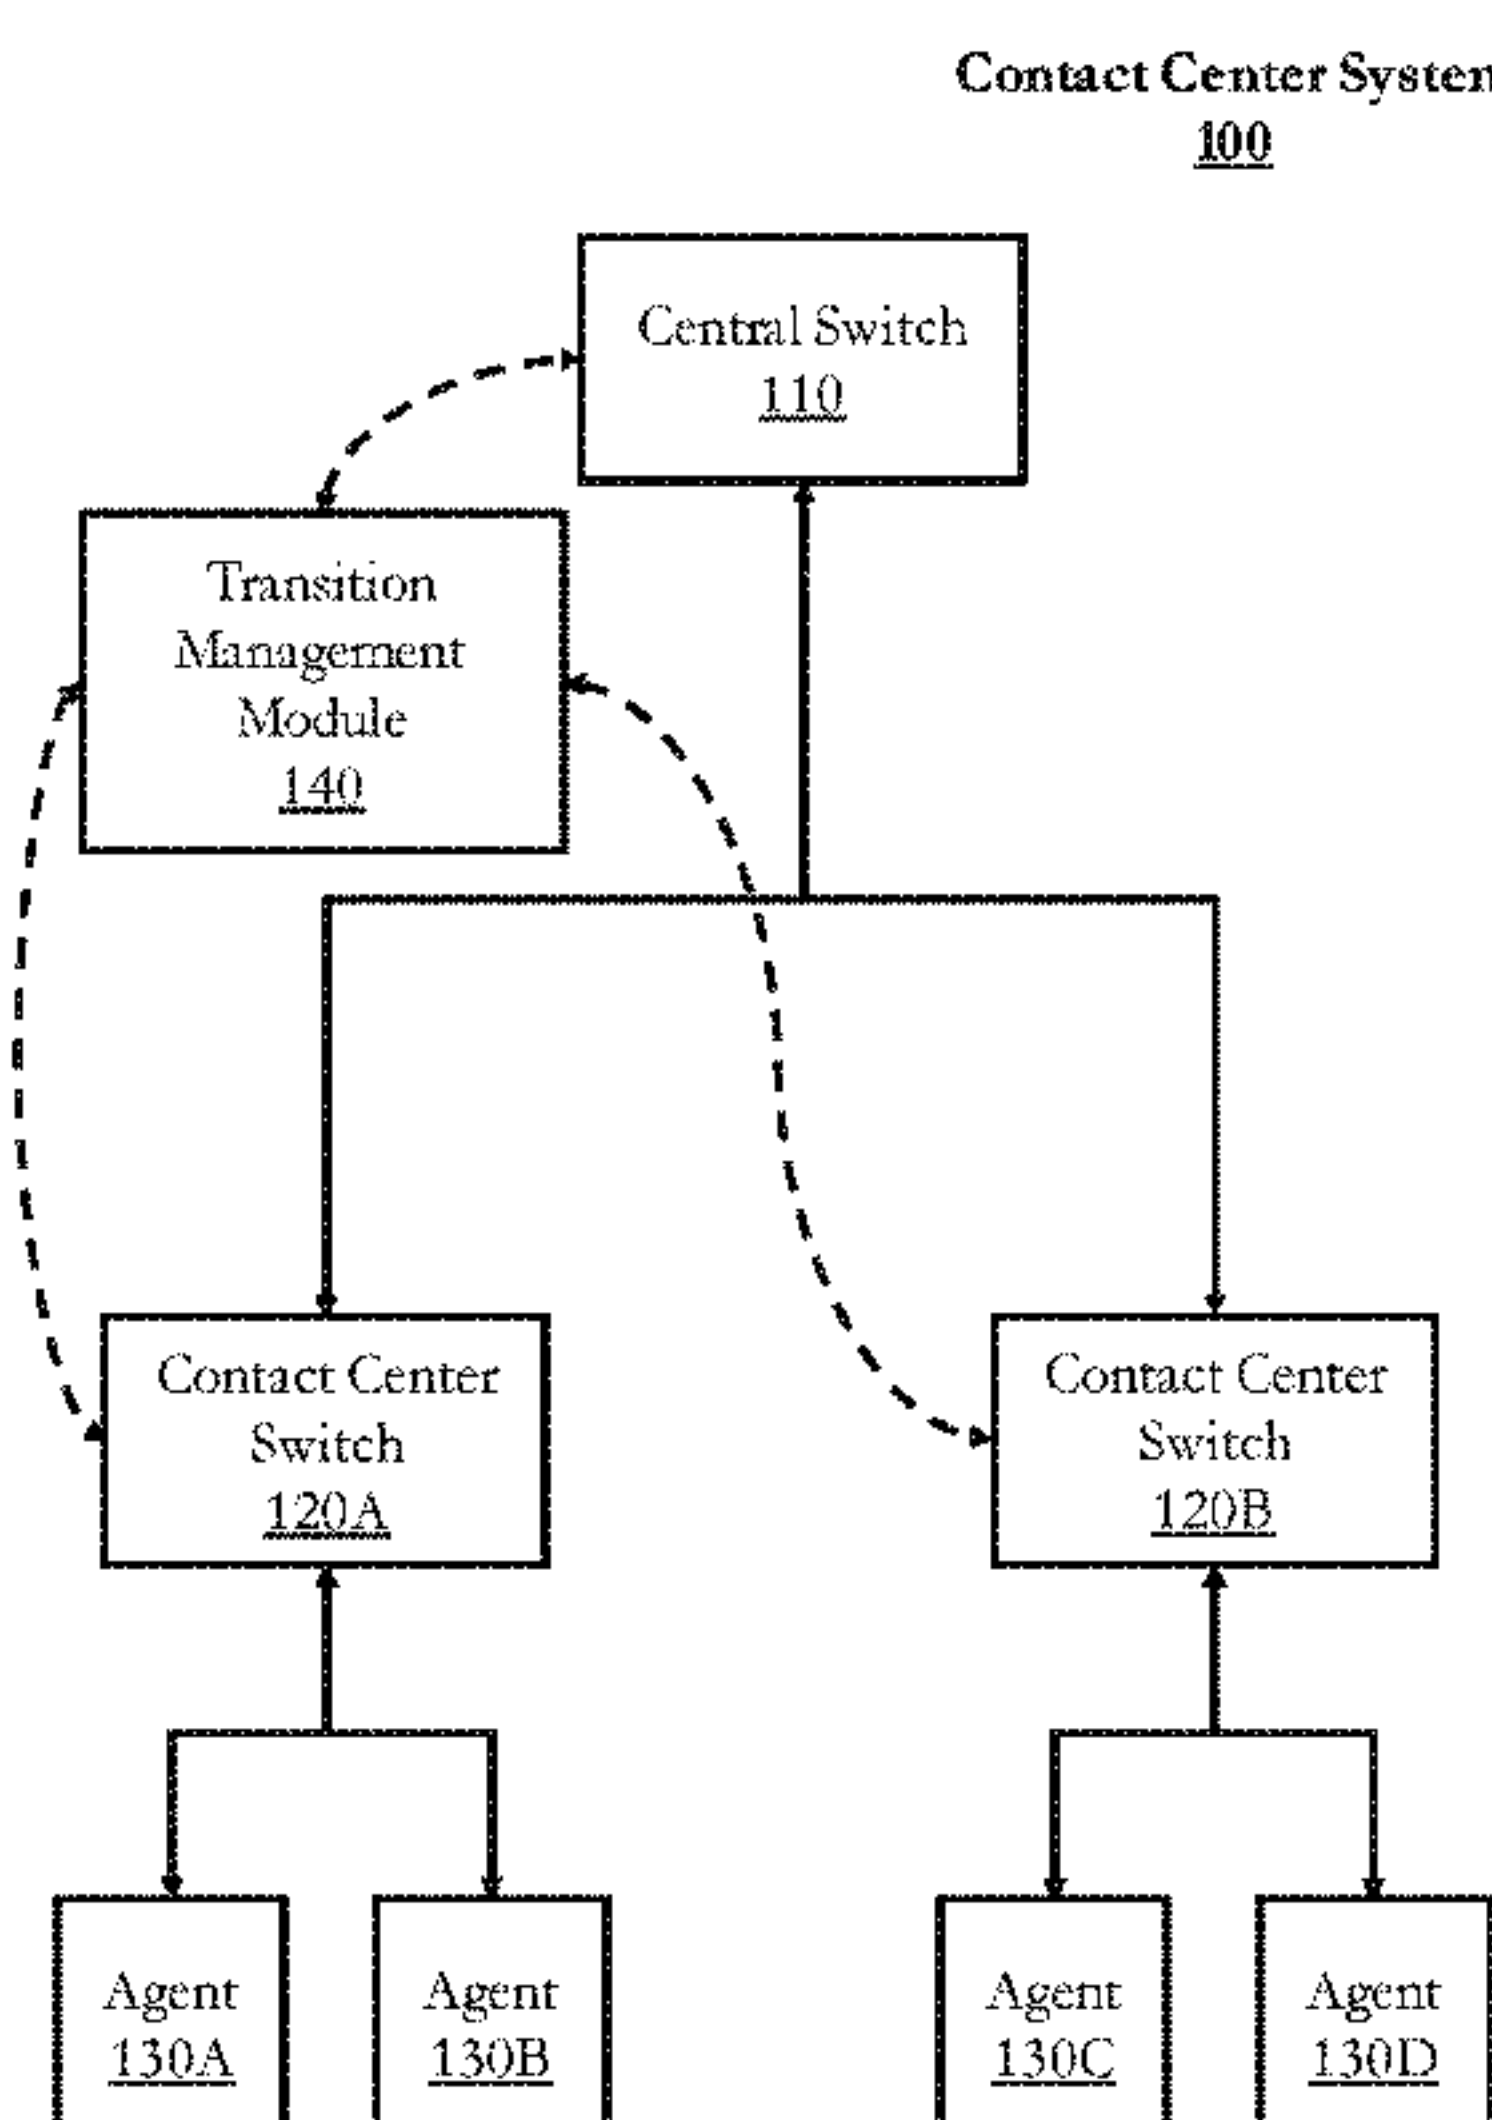 Contact Center System
100
Central Switch
110
Transition
Management
Module
140
Contact Center
Switch
120A
Contact Center
Switch
120B
Agent
130A
Agent
130B
Agent
130C
Agent
130D